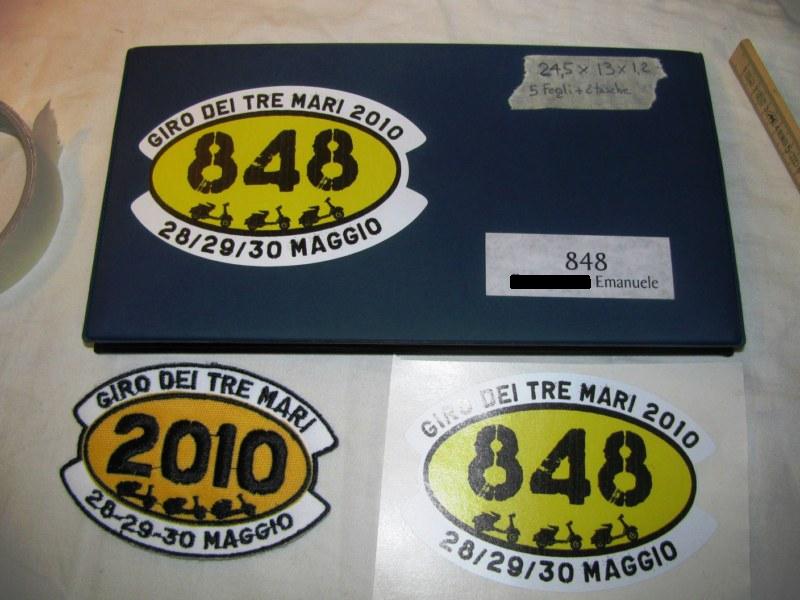 GIRO DEI TRE MARI 2010
848
28/29/30 MAGGIO
24,5 x 13 x 1,2
5 Fogli + 6 tasche
848
Emanuele
GIRO DEI TRE MARI
2010
28-29-30 MAGGIO
GIRO DEI TRE MARI 2010
848
28/29/30 MAGGIO